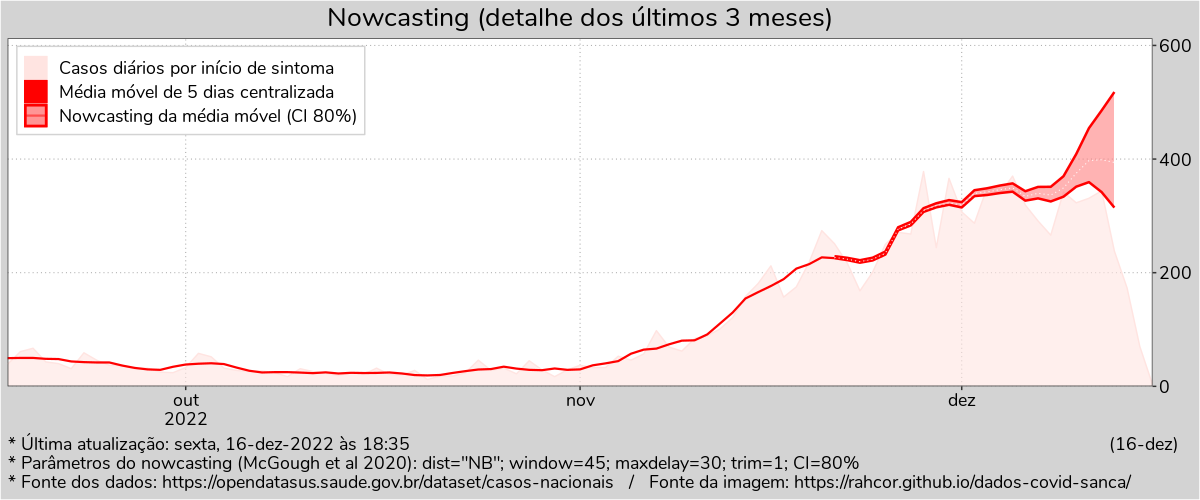 Nowcasting (detalhe dos últimos 3 meses)
Casos diários por início de sintoma
Média móvel de 5 dias centralizada
Nowcasting da média móvel (CI 80%)
600
400
200
0
out
2022
nov
dez
* Última atualização: sexta, 16-dez-2022 às 18:35
(16-dez)
* Parâmetros do nowcasting (McGough et al 2020): dist="NB"; window=45; maxdelay=30; trim=1; CI=80%
* Fonte dos dados: https://opendatasus.saude.gov.br/dataset/casos-nacionais / Fonte da imagem: https://rahcor.github.io/dados-covid-sanca/